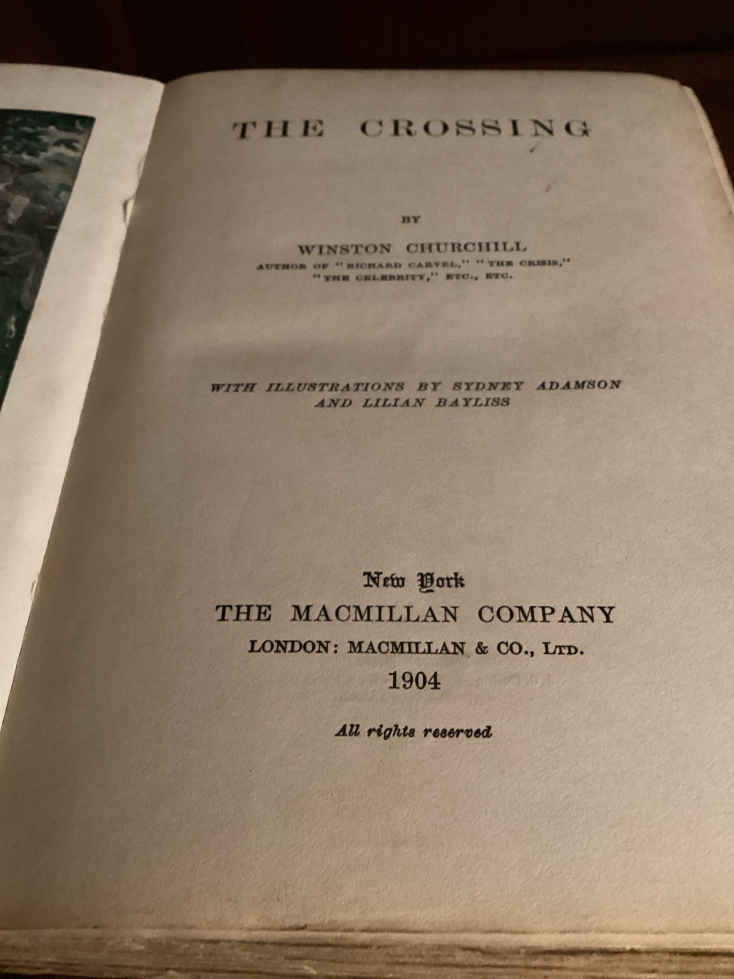 THE CROSSING
BY
WINSTON CHURCHILL
AUTHOR OF "RICHARD CARVEL," "THE CRISIS,"
"THE CELEBRITY," ETC., ETC.
WITH ILLUSTRATIONS BY SYDNEY ADAMSON
AND LILIAN BAYLISS
New York
THE MACMILLAN COMPANY
LONDON: MACMILLAN & CO., LTD.
1904
All rights reserved